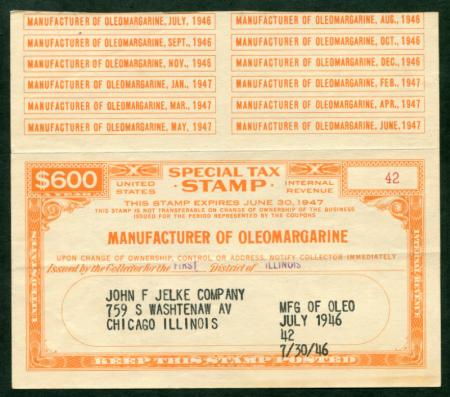 MANUFACTURER OF OLEOMARGARINE, JULY, 1946 MANUFACTURER OF OLEOMARGARINE, AUG., 1946
MANUFACTURER OF OLEOMARGARINE, SEPT., 1946 MANUFACTURER OF OLEOMARGARINE, OCT., 1946
MANUFACTURER OF OLEOMARGARINE, NOV., 1946 MANUFACTURER OF OLEOMARGARINE, DEC., 1946
MANUFACTURER OF OLEOMARGARINE, JAN., 1947 MANUFACTURER OF OLEOMARGARINE, FEB., 1947
MANUFACTURER OF OLEOMARGARINE, MAR., 1947 MANUFACTURER OF OLEOMARGARINE, APR., 1947
MANUFACTURER OF OLEOMARGARINE, MAY, 1947 MANUFACTURER OF OLEOMARGARINE, JUNE, 1947
$600 UNITED STATES SPECIAL TAX STAMP INTERNAL REVENUE 42
THIS STAMP EXPIRES JUNE 30, 1947
THIS STAMP IS NOT TRANSFERABLE ON CHANGE OF OWNERSHIP OF THE BUSINESS
ISSUED FOR THE PERIOD REPRESENTED BY THE COUPONS
MANUFACTURER OF OLEOMARGARINE
UPON CHANGE OF OWNERSHIP, CONTROL OR ADDRESS, NOTIFY COLLECTOR IMMEDIATELY
Issued by the Collector for the FIRST District of ILLINOIS
UNITED STATES
INTERNAL REVENUE
JOHN F JELKE COMPANY
759 S WASHTENAW AV
CHICAGO ILLINOIS
MFG OF OLEO
JULY 1946
42
7/30/46
KEEP THIS STAMP POSTED